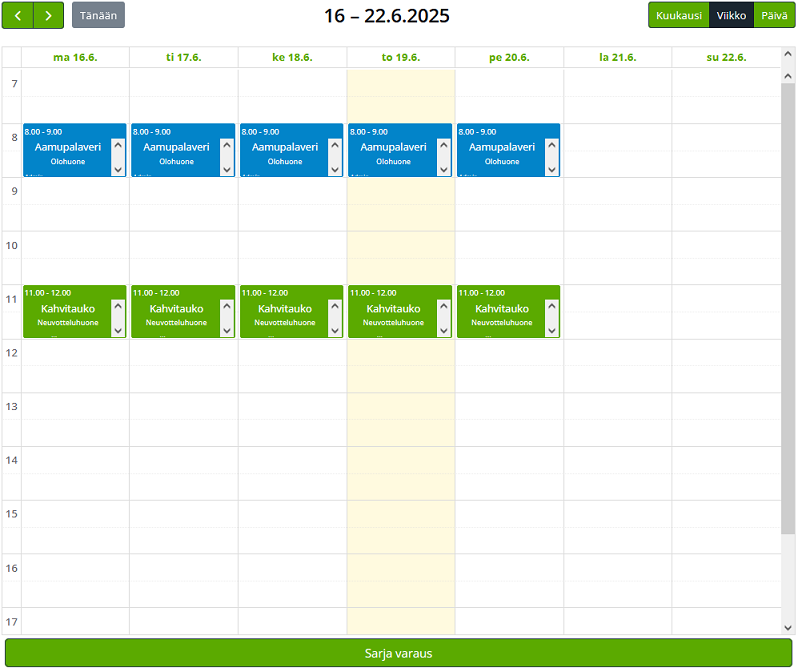 Tänään
16 – 22.6.2025
Kuukausi Viikko Päivä
ma 16.6. ti 17.6. ke 18.6. to 19.6. pe 20.6. la 21.6. su 22.6.
7
8
8.00 - 9.00 8.00 - 9.00 8.00 - 9.00 8.00 - 9.00 8.00 - 9.00
Aamupalaveri Aamupalaveri Aamupalaveri Aamupalaveri Aamupalaveri
Olohuone Olohuone Olohuone Olohuone Olohuone
9
10
11
11.00 - 12.00 11.00 - 12.00 11.00 - 12.00 11.00 - 12.00 11.00 - 12.00
Kahvitauko Kahvitauko Kahvitauko Kahvitauko Kahvitauko
Neuvotteluhuone Neuvotteluhuone Neuvotteluhuone Neuvotteluhuone Neuvotteluhuone
12
13
14
15
16
17
Sarja varaus